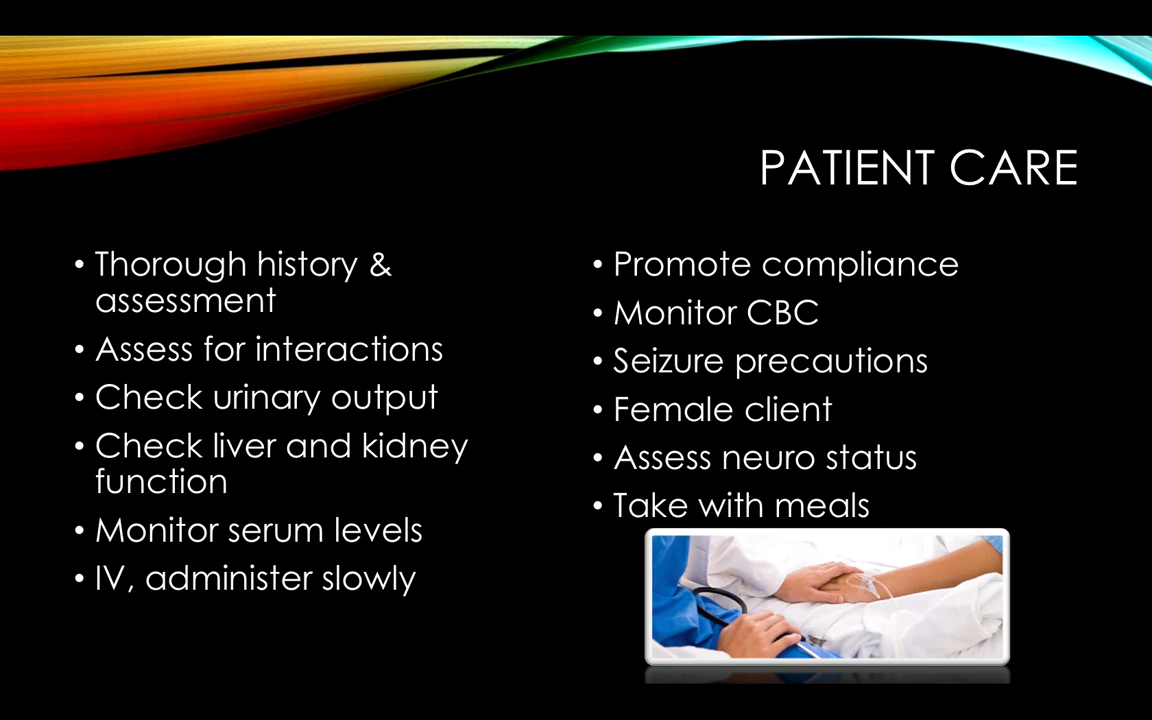 PATIENT CARE
• Thorough history &
assessment
• Assess for interactions
• Check urinary output
• Check liver and kidney
function
• Monitor serum levels
• IV, administer slowly
• Promote compliance
• Monitor CBC
• Seizure precautions
• Female client
• Assess neuro status
• Take with meals